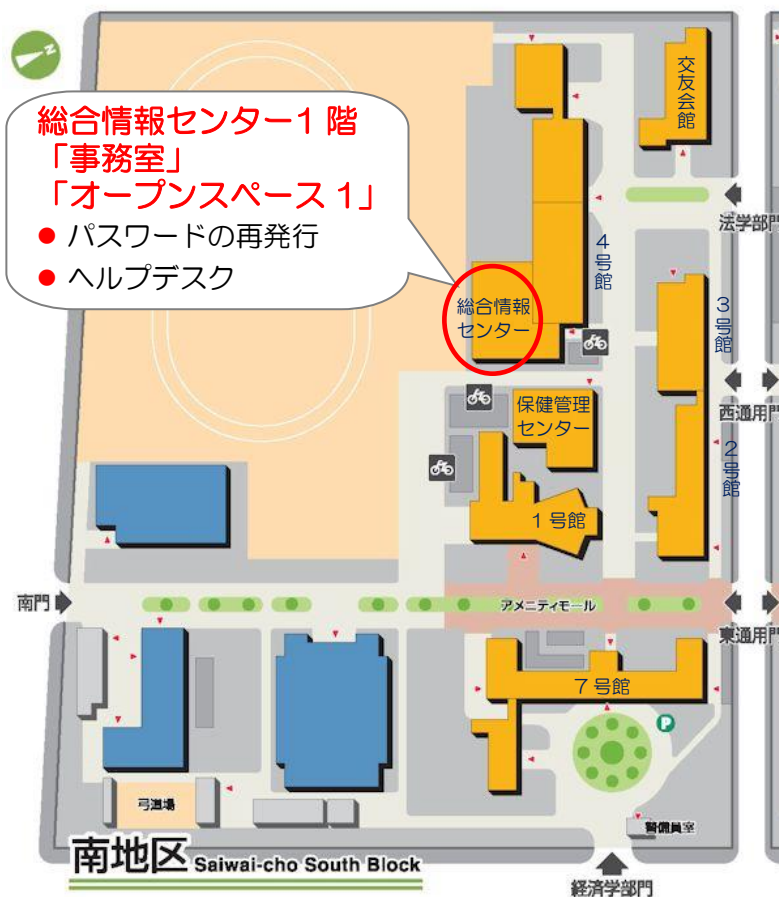 N
総合情報センター1 階
「事務室」
「オープンスペース 1」
● パスワードの再発行
● ヘルプデスク
交友会館
法学部門
4号館
総合情報
センター
3号館
西通用門
保健管理
センター
2号館
1号館
南門
アメニティモール
東通用門
7号館
P
弓道場
警備員室
南地区 Saiwai-cho South Block
経済学部門